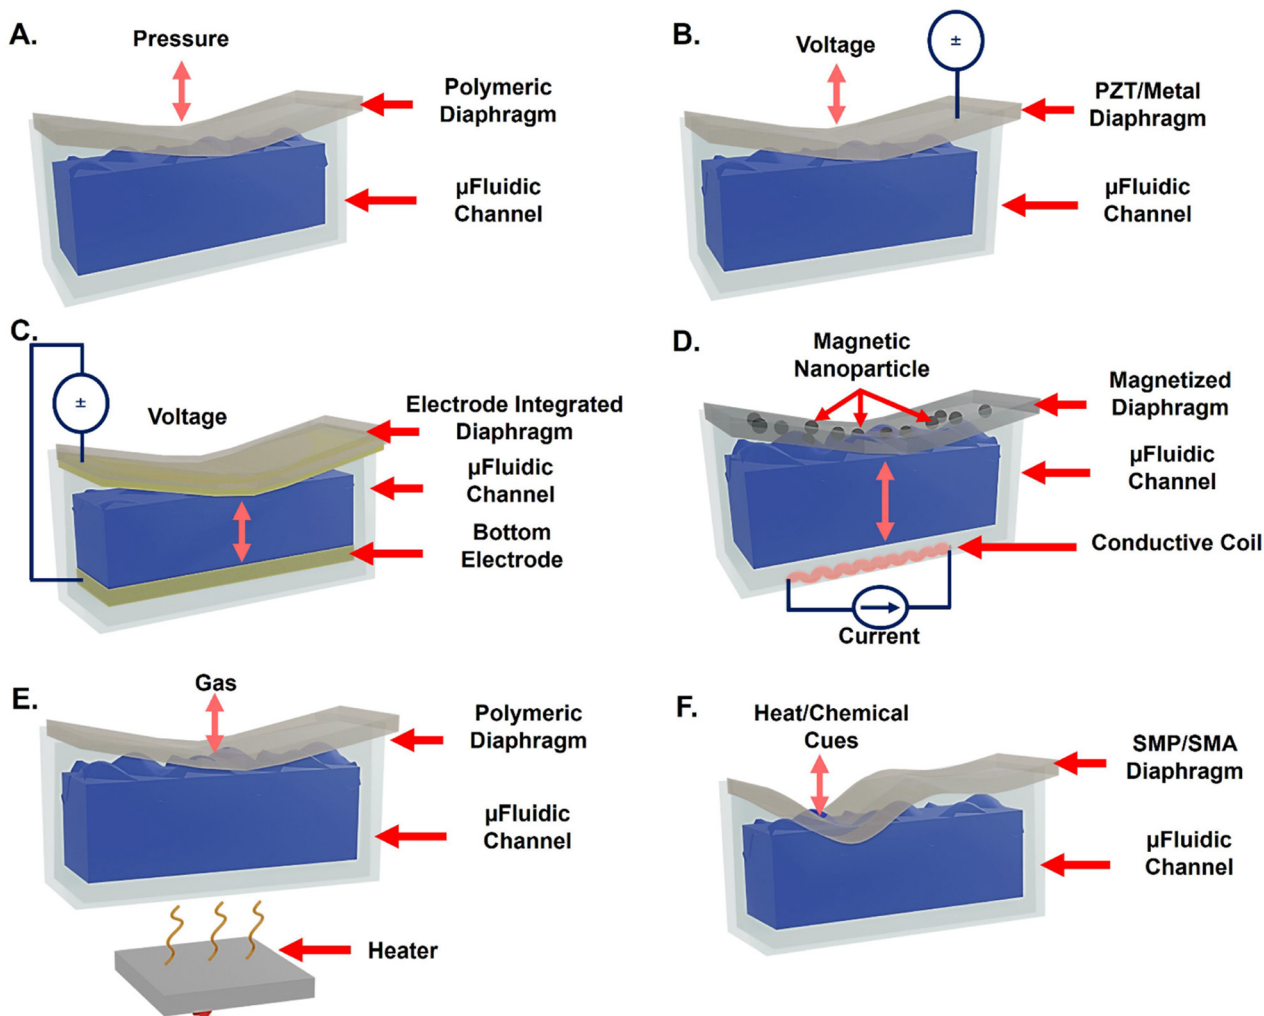 A.
Pressure
Polymeric
Diaphragm
µFluidic
Channel
B.
Voltage
±
PZT/Metal
Diaphragm
µFluidic
Channel
C.
±
Voltage
Electrode Integrated
Diaphragm
µFluidic
Channel
Bottom
Electrode
D.
Magnetic
Nanoparticle
Magnetized
Diaphragm
µFluidic
Channel
Conductive Coil
Current
E.
Gas
Polymeric
Diaphragm
µFluidic
Channel
Heater
F.
Heat/Chemical
Cues
SMP/SMA
Diaphragm
µFluidic
Channel